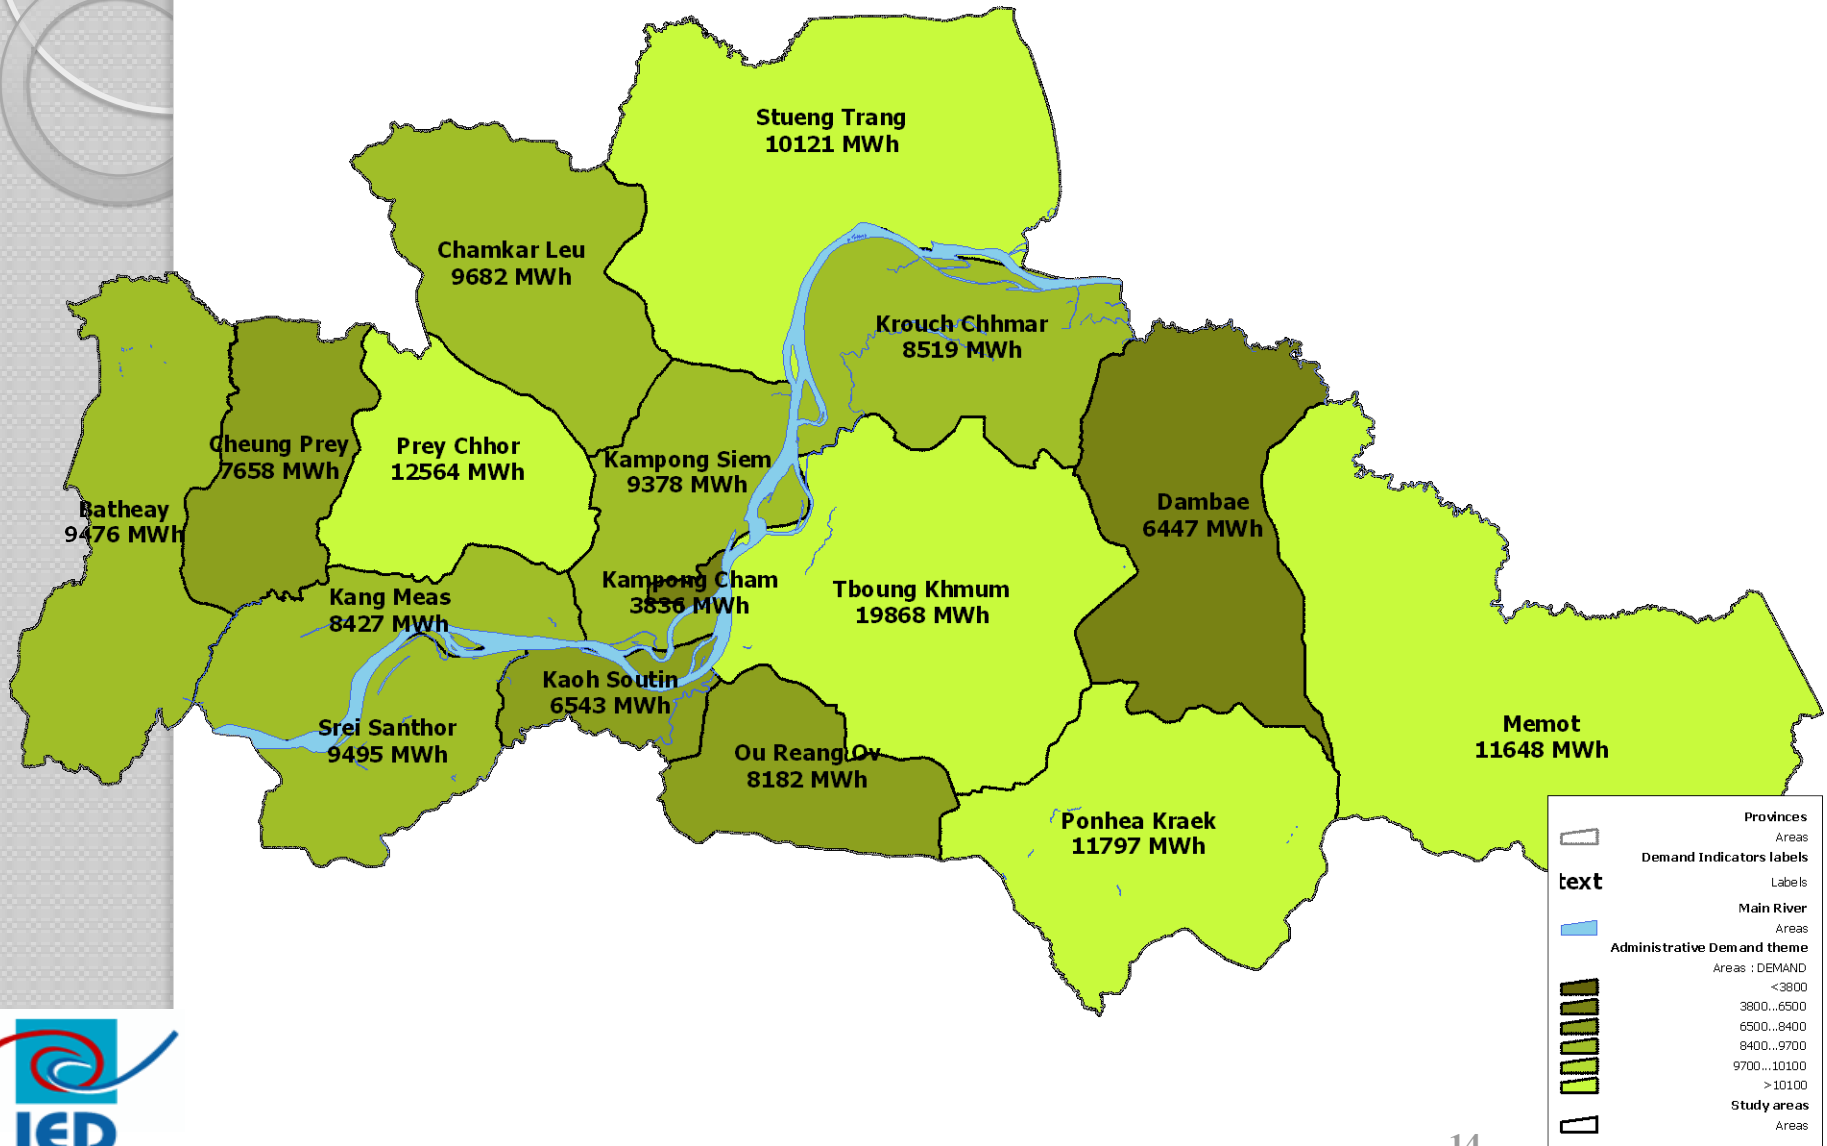 Stueng Trang
10121 MWh
Chamkar Leu
9682 MWh
Krouch Chhmar
8519 MWh
Cheung Prey
7658 MWh
Prey Chhor
12564 MWh
Kampong Siem
9378 MWh
Batheay
9476 MWh
Dambae
6447 MWh
Kampong Cham
3836 MWh
Tboung Khmum
19868 MWh
Kang Meas
8427 MWh
Kaoh Soutin
6543 MWh
Srei Santhor
9495 MWh
Ou Reang Ov
8182 MWh
Memot
11648 MWh
Ponhea Kraek
11797 MWh
Provinces
Areas
Demand Indicators labels
text Labels
Main River
Areas
Administrative Demand theme
Areas : DEMAND
<3800
3800...6500
6500...8400
8400...9700
9700...10100
>10100
Study areas
Areas
IED
14